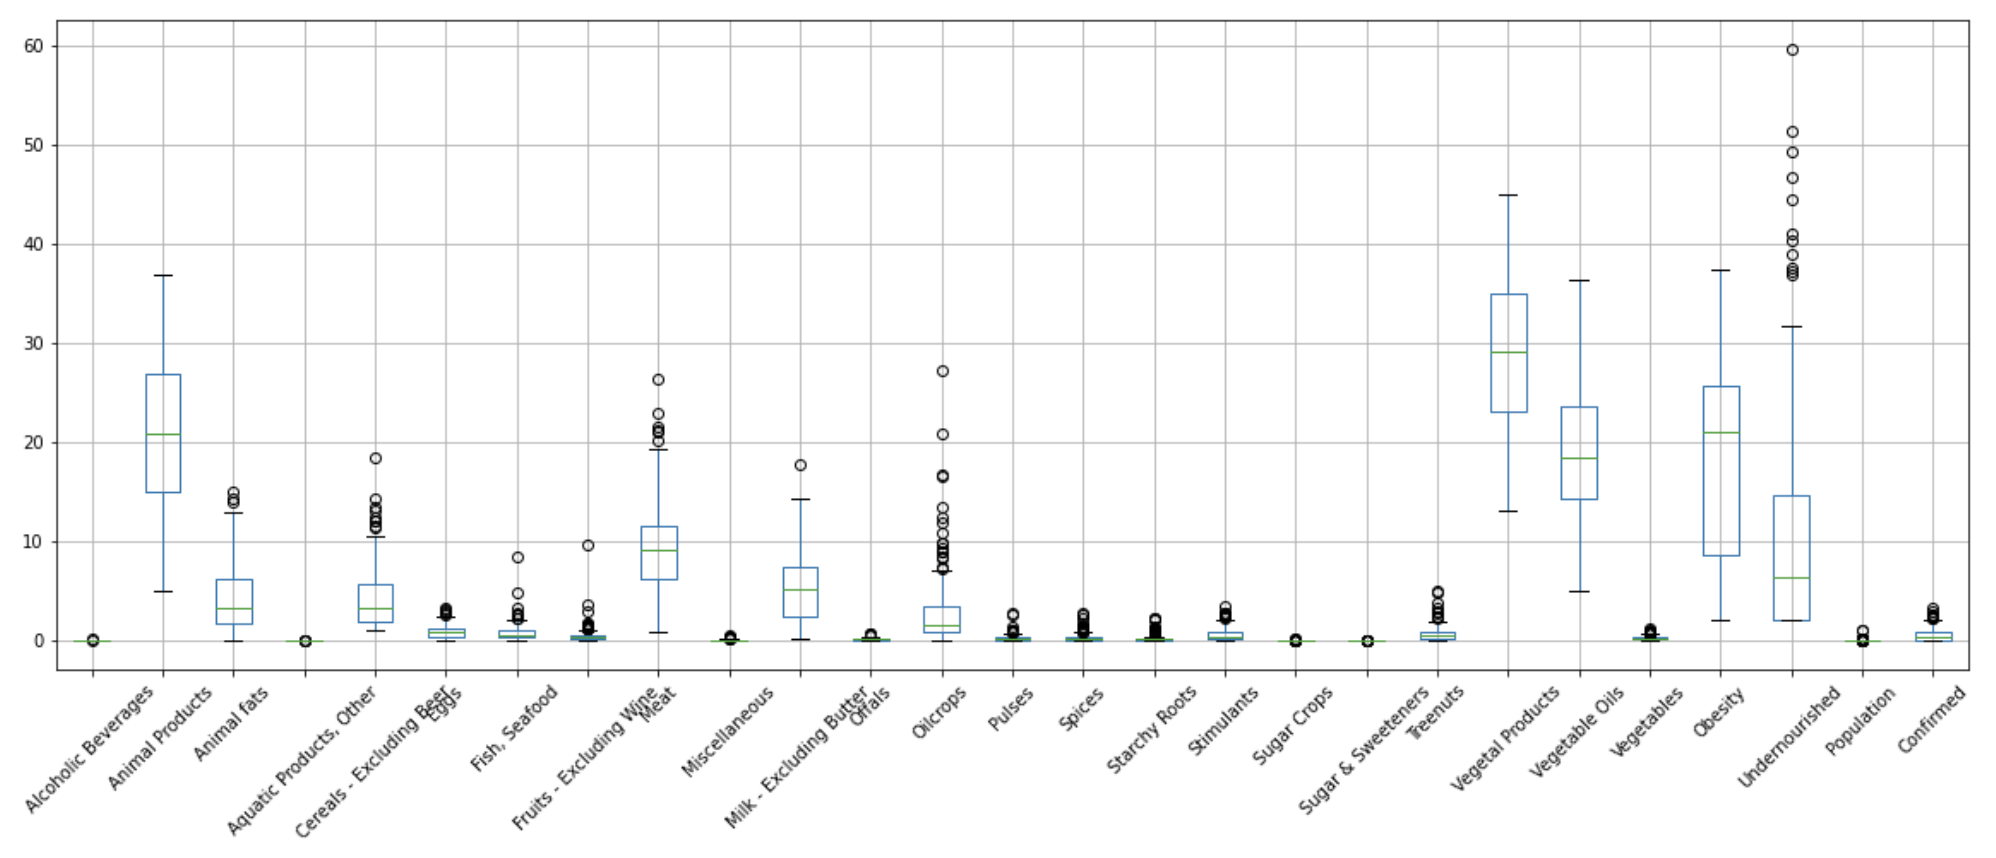 60
50
40
30
20
10
0
Alcoholic Beverages
Animal Products
Animal fats
Aquatic Products, Other
Cereals - Excluding Beer
Eggs
Fish, Seafood
Fruits - Excluding Wine
Meat
Miscellaneous
Milk - Excluding Butter
Offals
Oilcrops
Pulses
Spices
Starchy Roots
Stimulants
Sugar Crops
Sugar & Sweeteners
Treenuts
Vegetal Products
Vegetable Oils
Vegetables
Obesity
Undernourished
Population
Confirmed